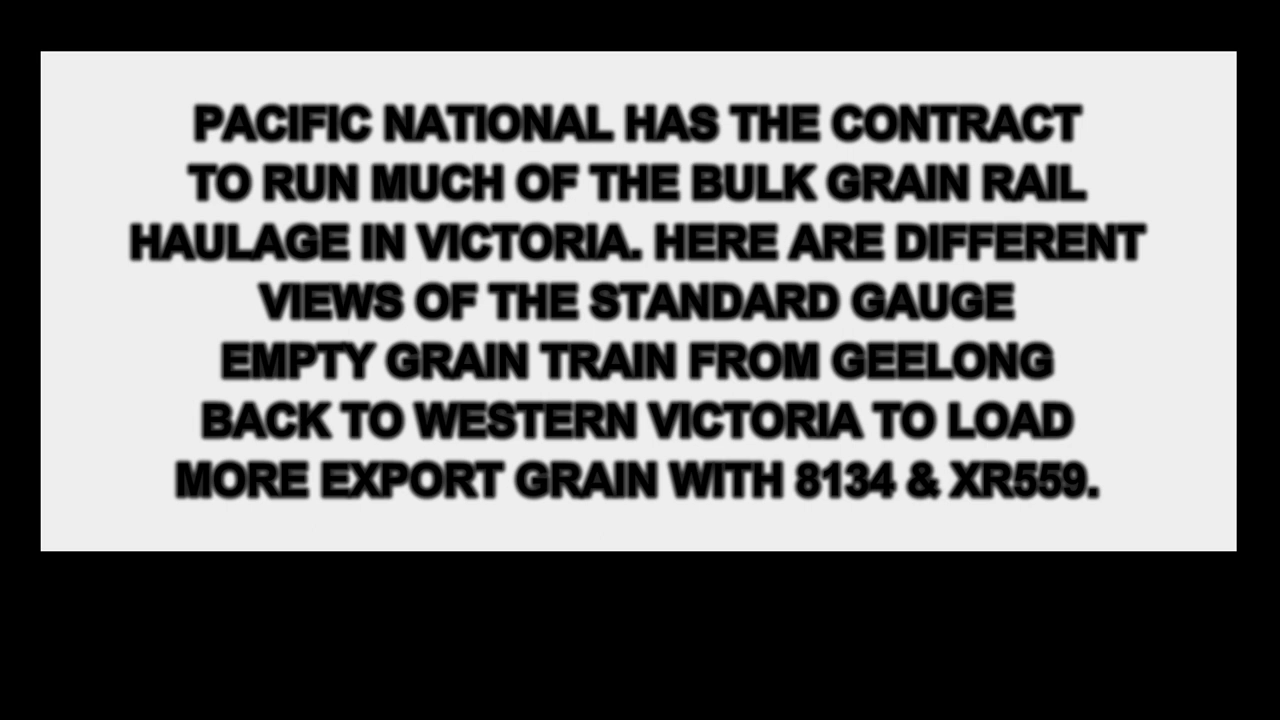 PACIFIC NATIONAL HAS THE CONTRACT
TO RUN MUCH OF THE BULK GRAIN RAIL
HAULAGE IN VICTORIA. HERE ARE DIFFERENT
VIEWS OF THE STANDARD GAUGE
EMPTY GRAIN TRAIN FROM GEELONG
BACK TO WESTERN VICTORIA TO LOAD
MORE EXPORT GRAIN WITH 8134 & XR559.